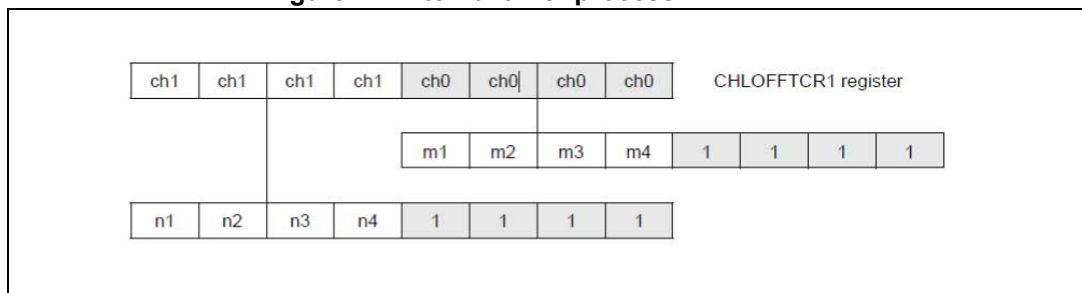 ch1 ch1 ch1 ch1 ch0 ch0 ch0 ch0 CHLOFFTCR1 register
m1 m2 m3 m4 1 1 1 1
n1 n2 n3 n4 1 1 1 1